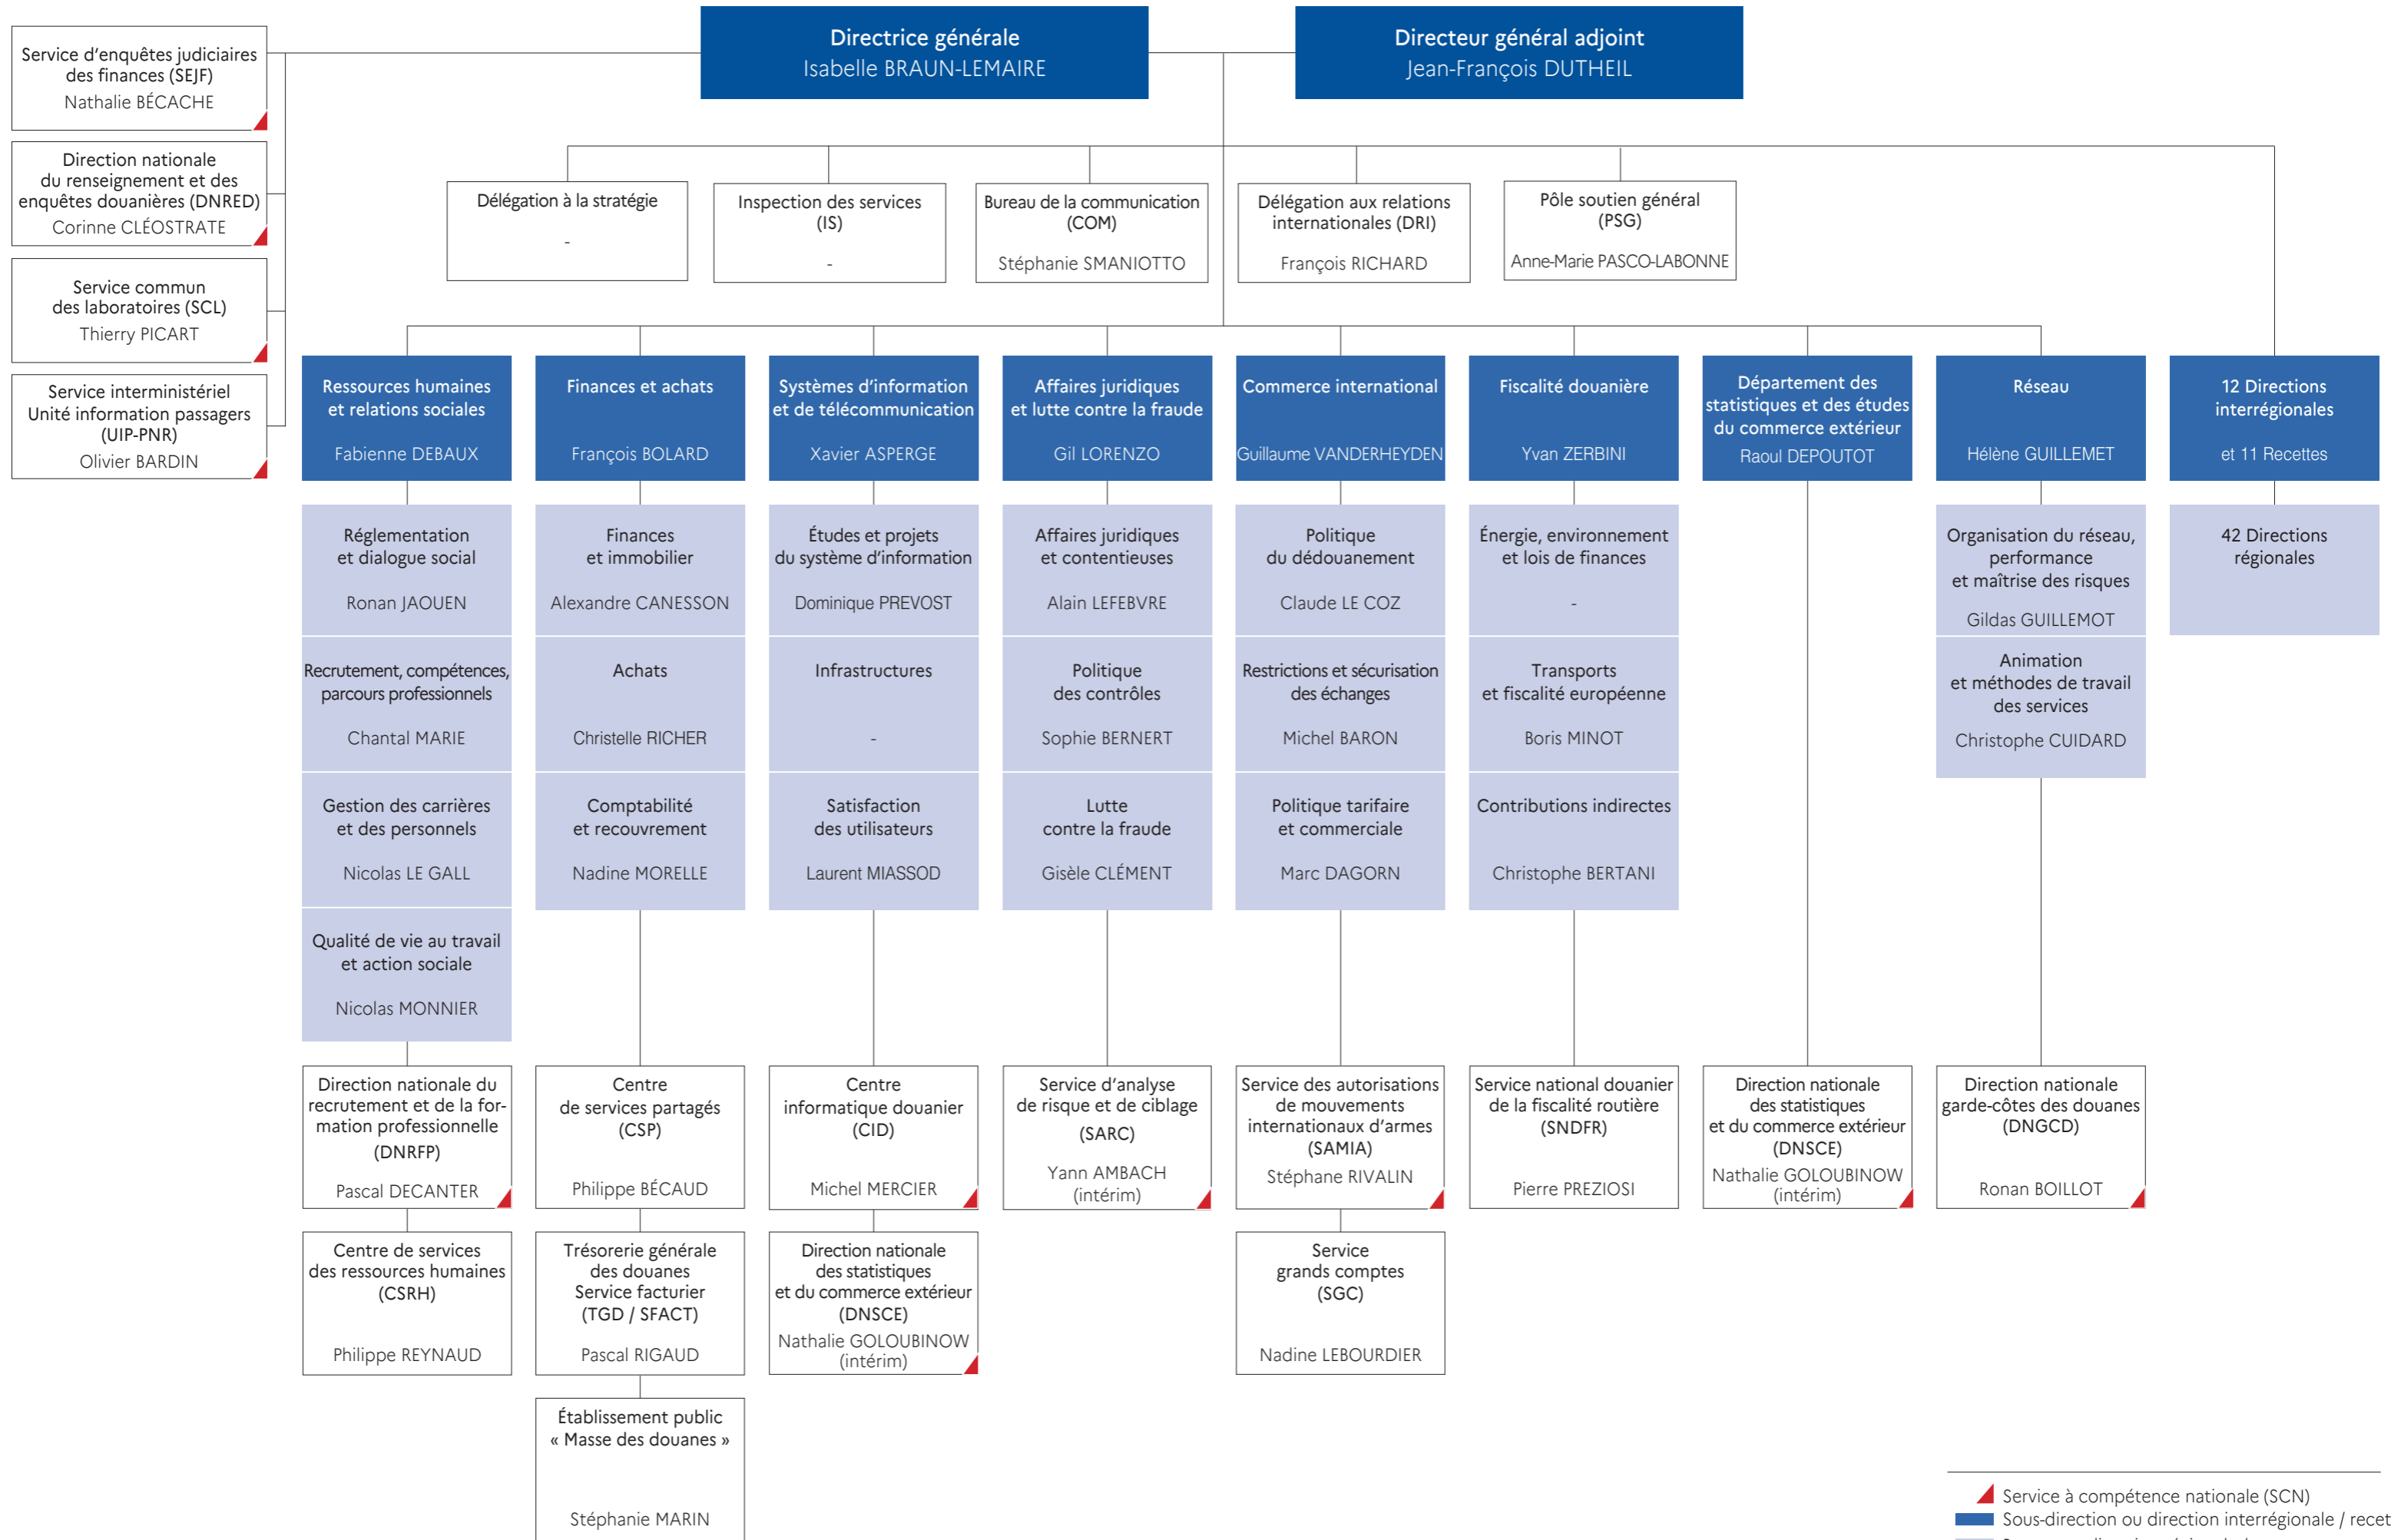 Directrice générale
Isabelle BRAUN-LEMAIRE
Directeur général adjoint
Jean-François DUTHEIL
Service d'enquêtes judiciaires
des finances (SEJF)
Nathalie BÉCACHE
Direction nationale
du renseignement et des
enquêtes douanières (DNRED)
Corinne CLÉOSTRATE
Service commun
des laboratoires (SCL)
Thierry PICART
Service interministériel
Unité information passagers
(UIP-PNR)
Olivier BARDIN
Délégation à la stratégie
-
Inspection des services
(IS)
-
Bureau de la communication
(COM)
Stéphanie SMANIOTTO
Délégation aux relations
internationales (DRI)
François RICHARD
Pôle soutien général
(PSG)
Anne-Marie PASCO-LABONNE
Ressources humaines
et relations sociales
Fabienne DEBAUX
Finances et achats
François BOLARD
Systèmes d'information
et de télécommunication
Xavier ASPERGE
Affaires juridiques
et lutte contre la fraude
Gil LORENZO
Commerce international
Guillaume VANDERHEYDEN
Fiscalité douanière
Yvan ZERBINI
Département des
statistiques et des études
du commerce extérieur
Raoul DEPOUTOT
Réseau
Hélène GUILLEMET
12 Directions
interrégionales
et 11 Recettes
Réglementation
et dialogue social
Ronan JAOUEN
Finances
et immobilier
Alexandre CANESSON
Études et projets
du système d'information
Dominique PREVOST
Affaires juridiques
et contentieuses
Alain LEFEBVRE
Politique
du dédouanement
Claude LE COZ
Énergie, environnement
et lois de finances
-
Organisation du réseau,
performance
et maîtrise des risques
Gildas GUILLEMOT
42 Directions
régionales
Recrutement, compétences,
parcours professionnels
Chantal MARIE
Achats
Christelle RICHER
Infrastructures
-
Politique
des contrôles
Sophie BERNERT
Restrictions et sécurisation
des échanges
Michel BARON
Transports
et fiscalité européenne
Boris MINOT
Animation
et méthodes de travail
des services
Christophe CUIDARD
Gestion des carrières
et des personnels
Nicolas LE GALL
Comptabilité
et recouvrement
Nadine MORELLE
Satisfaction
des utilisateurs
Laurent MIASSOD
Lutte
contre la fraude
Gisèle CLÉMENT
Politique tarifaire
et commerciale
Marc DAGORN
Contributions indirectes
Christophe BERTANI
Qualité de vie au travail
et action sociale
Nicolas MONNIER
Direction nationale du
recrutement et de la for-
mation professionnelle
(DNRFP)
Pascal DECANTER
Centre
de services partagés
(CSP)
Philippe BÉCAUD
Centre
informatique douanier
(CID)
Michel MERCIER
Service d'analyse
de risque et de ciblage
(SARC)
Yann AMBACH
(intérim)
Service des autorisations
de mouvements
internationaux d'armes
(SAMIA)
Stéphane RIVALIN
Service national douanier
de la fiscalité routière
(SNDFR)
Pierre PREZIOSI
Direction nationale
des statistiques
et du commerce extérieur
(DNSCE)
Nathalie GOLOUBINOW
(intérim)
Direction nationale
garde-côtes des douanes
(DNGCD)
Ronan BOILLOT
Centre de services
des ressources humaines
(CSRH)
Philippe REYNAUD
Trésorerie générale
des douanes
Service facturier
(TGD / SFACT)
Pascal RIGAUD
Direction nationale
des statistiques
et du commerce extérieur
(DNSCE)
Nathalie GOLOUBINOW
(intérim)
Service
grands comptes
(SGC)
Nadine LEBOURDIER
Établissement public
« Masse des douanes »
Stéphanie MARIN
Service à compétence nationale (SCN)
Sous-direction ou direction interrégionale / recet